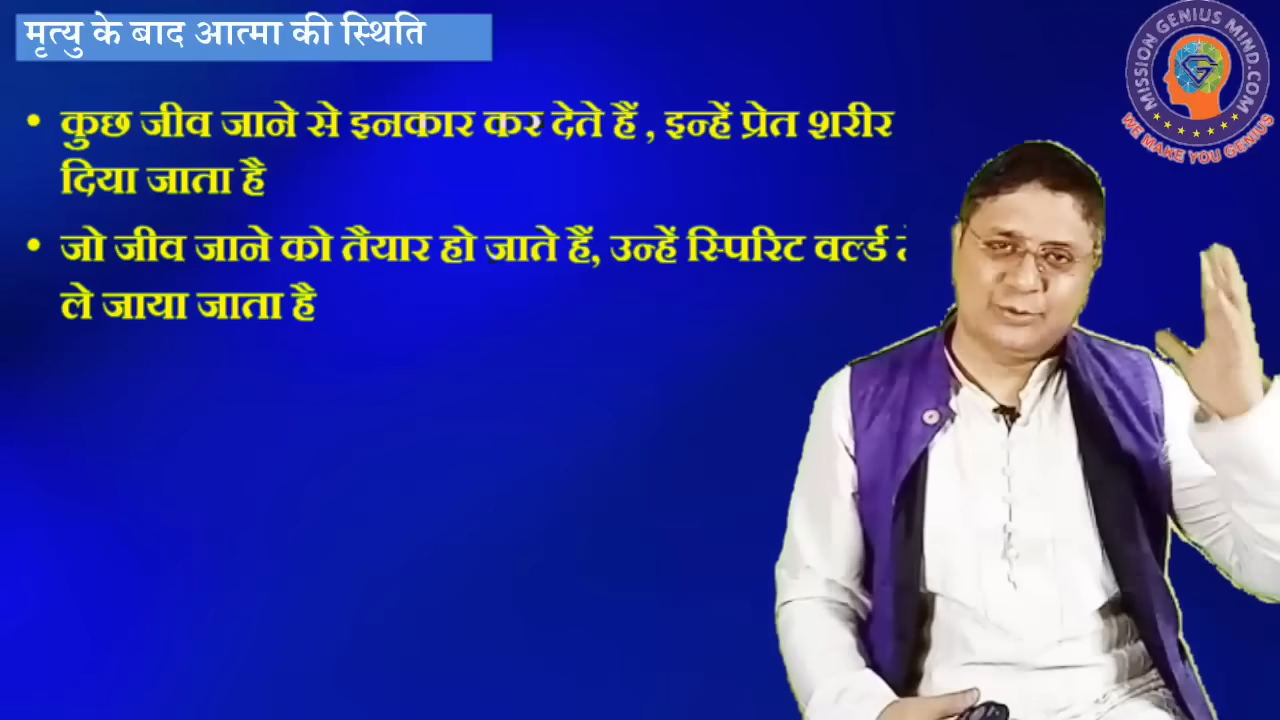 मृत्यु के बाद आत्मा की स्थिति
• कुछ जीव जाने से इनकार कर देते हैं , इन्हें प्रेत शरीर
दिया जाता है
• जो जीव जाने को तैयार हो जाते हैं, उन्हें स्पिरिट वर्ल्ड
ले जाया जाता है
MISSION GENIUS MIND.COM
WE MAKE YOU GENIUS